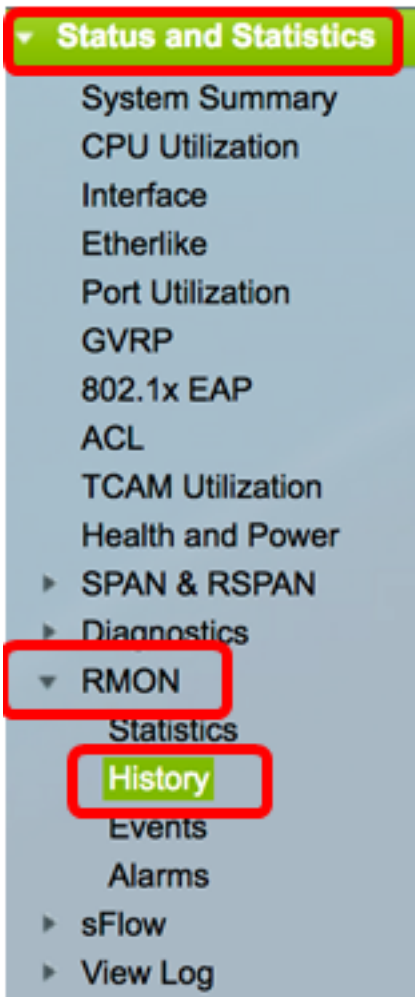 Status and Statistics
System Summary
CPU Utilization
Interface
Etherlike
Port Utilization
GVRP
802.1x EAP
ACL
TCAM Utilization
Health and Power
SPAN & RSPAN
Diagnostics
RMON
Statistics
History
Events
Alarms
sFlow
View Log